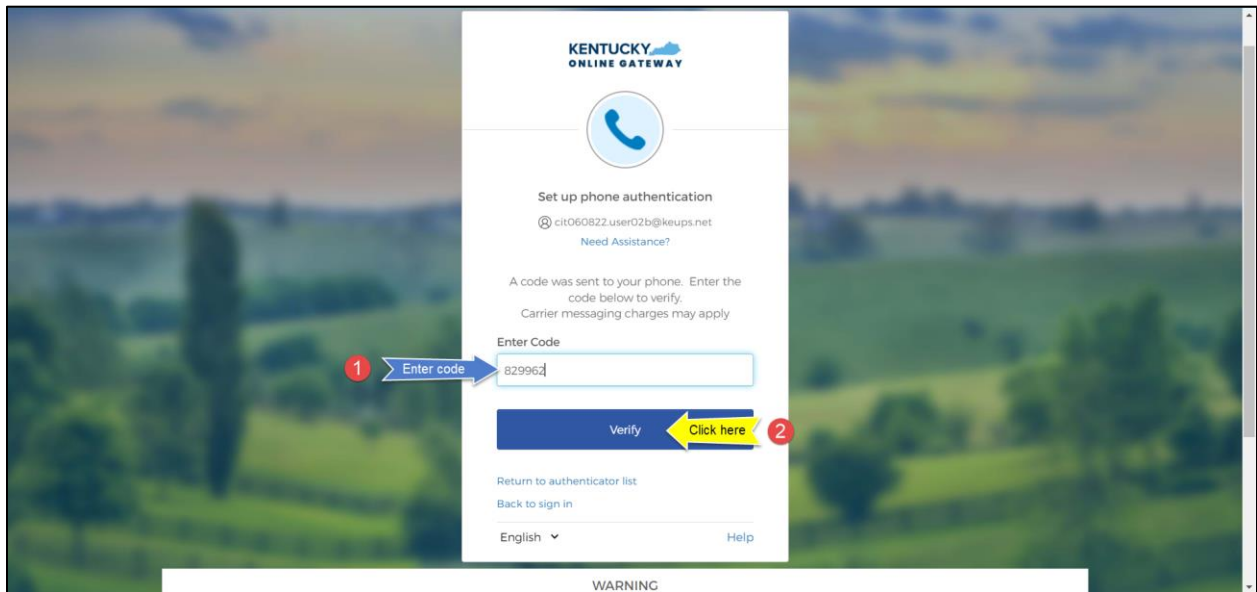 KENTUCKY
ONLINE GATEWAY
Set up phone authentication
cit060822.user02b@keups.net
Need Assistance?
A code was sent to your phone. Enter the
code below to verify.
Carrier messaging charges may apply
Enter Code
1 Enter code 829962
Verify Click here 2
Return to authenticator list
Back to sign in
English Help
WARNING